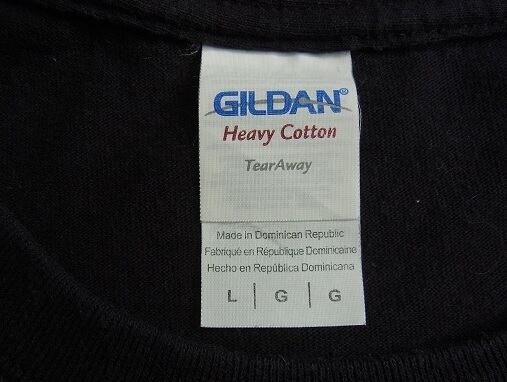 GILDAN®
Heavy Cotton
TearAway
Made in Dominican Republic
Fabriqué en République Dominicaine
Hecho en República Dominicana
L | G | G